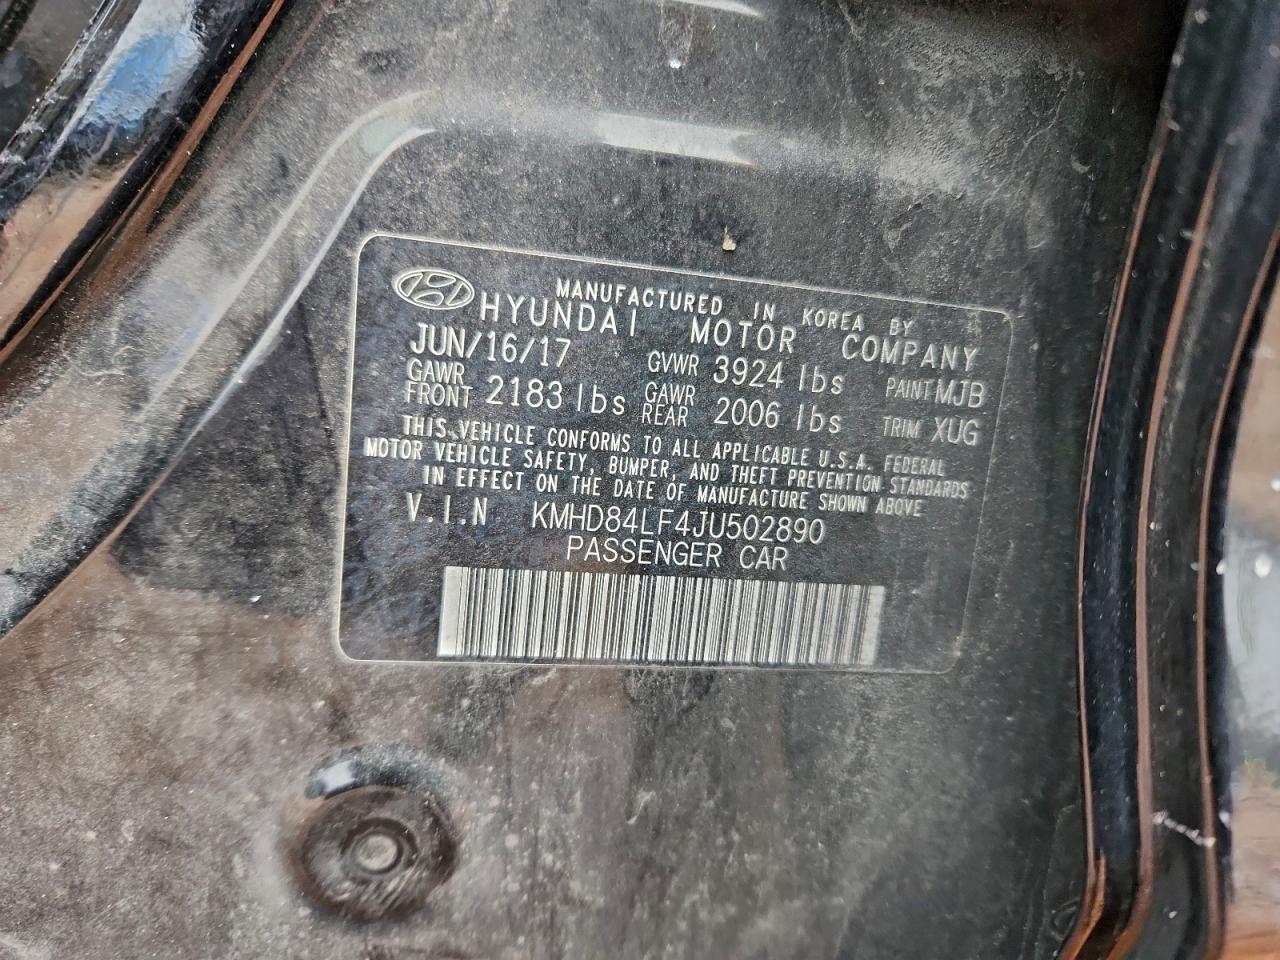 MANUFACTURED IN KOREA BY
HYUNDAI MOTOR COMPANY
JUN/16/17 GVWR 3924 lbs PAINT MJB
GAWR FRONT 2183 lbs GAWR REAR 2006 lbs TRIM XUG
THIS VEHICLE CONFORMS TO ALL APPLICABLE U.S.A. FEDERAL
MOTOR VEHICLE SAFETY, BUMPER, AND THEFT PREVENTION STANDARDS
IN EFFECT ON THE DATE OF MANUFACTURE SHOWN ABOVE
V.I.N KMHD84LF4JU502890
PASSENGER CAR